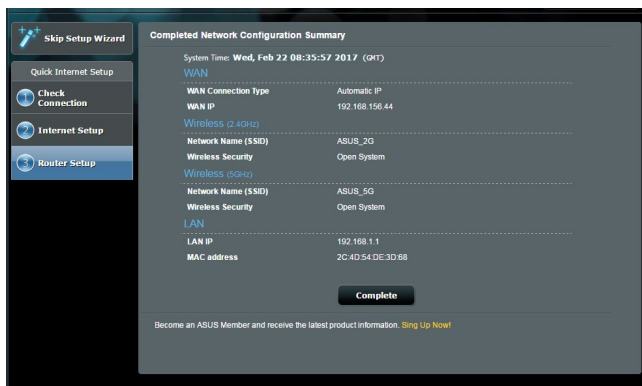 Skip Setup Wizard
Quick Internet Setup
1 Check Connection
2 Internet Setup
3 Router Setup
Completed Network Configuration Summary
System Time: Wed, Feb 22 08:35:57 2017 (GMT)
WAN
WAN Connection Type Automatic IP
WAN IP 192.168.156.44
Wireless (2.4GHz)
Network Name (SSID) ASUS_2G
Wireless Security Open System
Wireless (5GHz)
Network Name (SSID) ASUS_5G
Wireless Security Open System
LAN
LAN IP 192.168.1.1
MAC address 2C:4D:54:DE:3D:68
Complete
Become an ASUS Member and receive the latest product information. Sing Up Now!